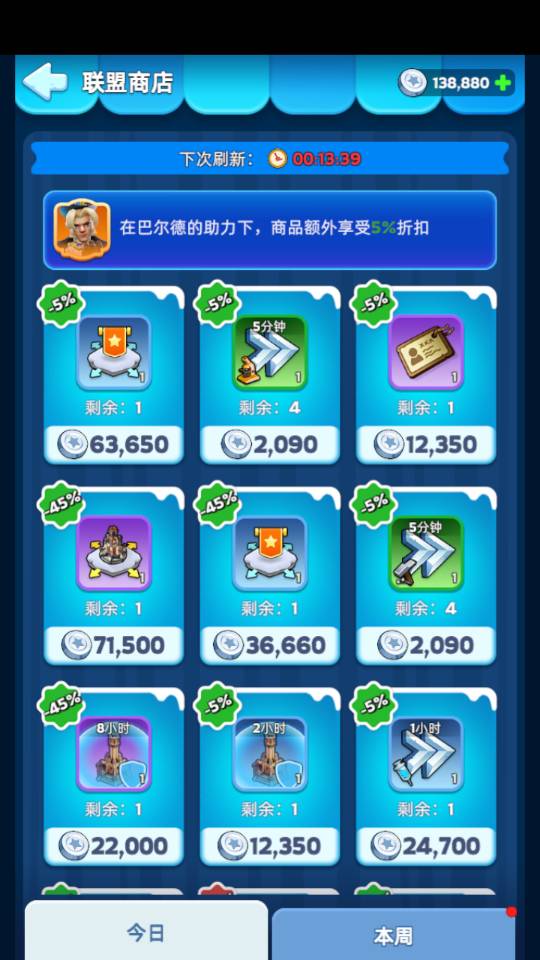 联盟商店
138,880
下次刷新： 00:13:39
在巴尔德的助力下，商品额外享受5%折扣
-5% -5% -5%
5分钟
1 1 1
剩余：1 剩余：4 剩余：1
63,650 2,090 12,350
-45% -45% -5%
5分钟
1 1 1
剩余：1 剩余：1 剩余：4
71,500 36,660 2,090
-45% -5% -5%
8小时 2小时 1小时
1 1 1
剩余：1 剩余：1 剩余：1
22,000 12,350 24,700
今日 本周